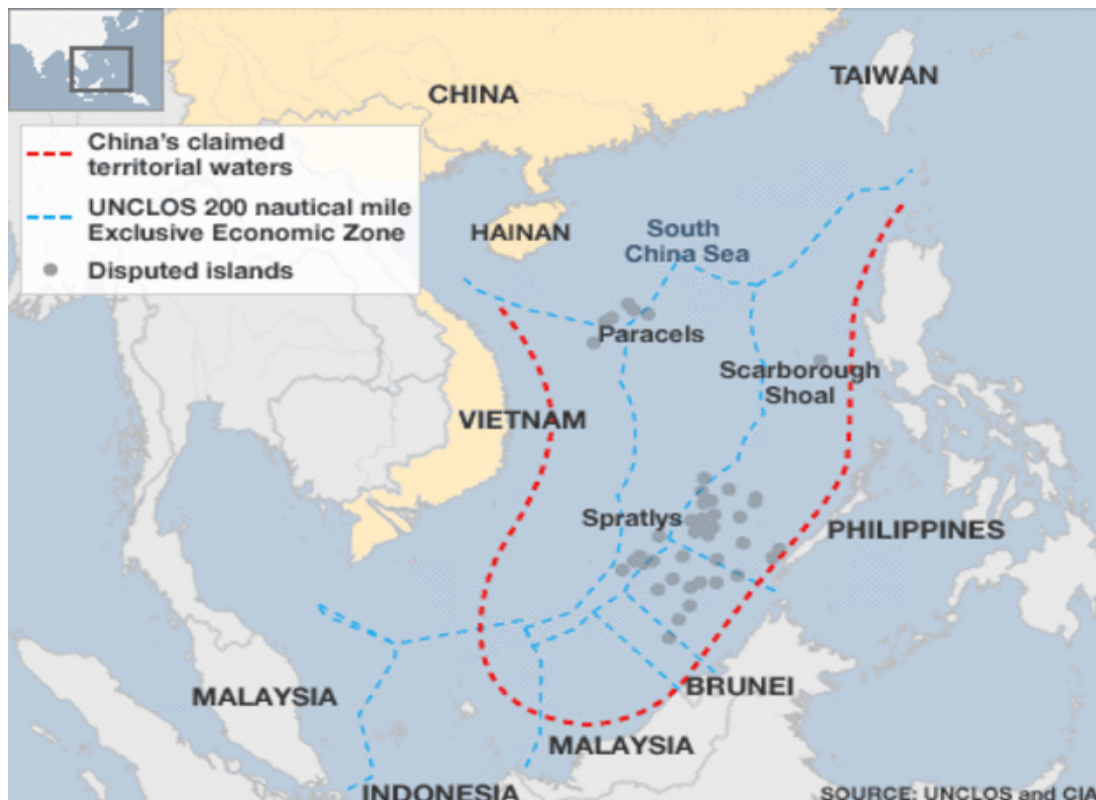 TAIWAN
CHINA
China's claimed
territorial waters
UNCLOS 200 nautical mile
Exclusive Economic Zone
Disputed islands
HAINAN
South
China Sea
Paracels
Scarborough
Shoal
VIETNAM
Spratlys
PHILIPPINES
MALAYSIA
BRUNEI
MALAYSIA
INDONESIA
SOURCE: UNCLOS and CIA